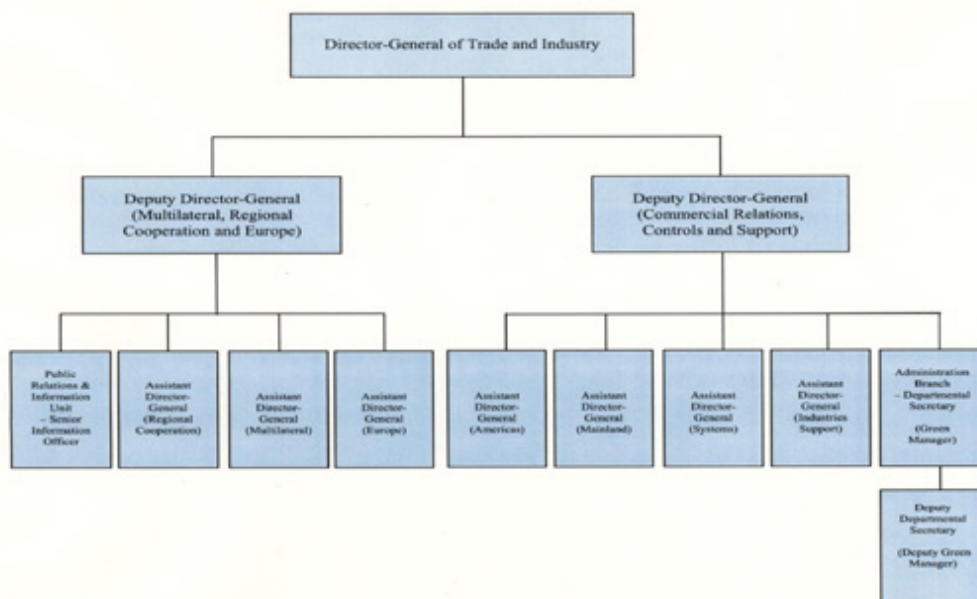 Director-General of Trade and Industry
Deputy Director-General
(Multilateral, Regional
Cooperation and Europe)
Deputy Director-General
(Commercial Relations,
Controls and Support)
Public
Relations &
Information
Unit
– Senior
Information
Officer
Assistant
Director-
General
(Regional
Cooperation)
Assistant
Director-
General
(Multilateral)
Assistant
Director-
General
(Europe)
Assistant
Director-
General
(Americas)
Assistant
Director-
General
(Mainland)
Assistant
Director-
General
(Systems)
Assistant
Director-
General
(Industries
Support)
Administration
Branch
– Departmental
Secretary
(Green
Manager)
Deputy
Departmental
Secretary
(Deputy Green
Manager)